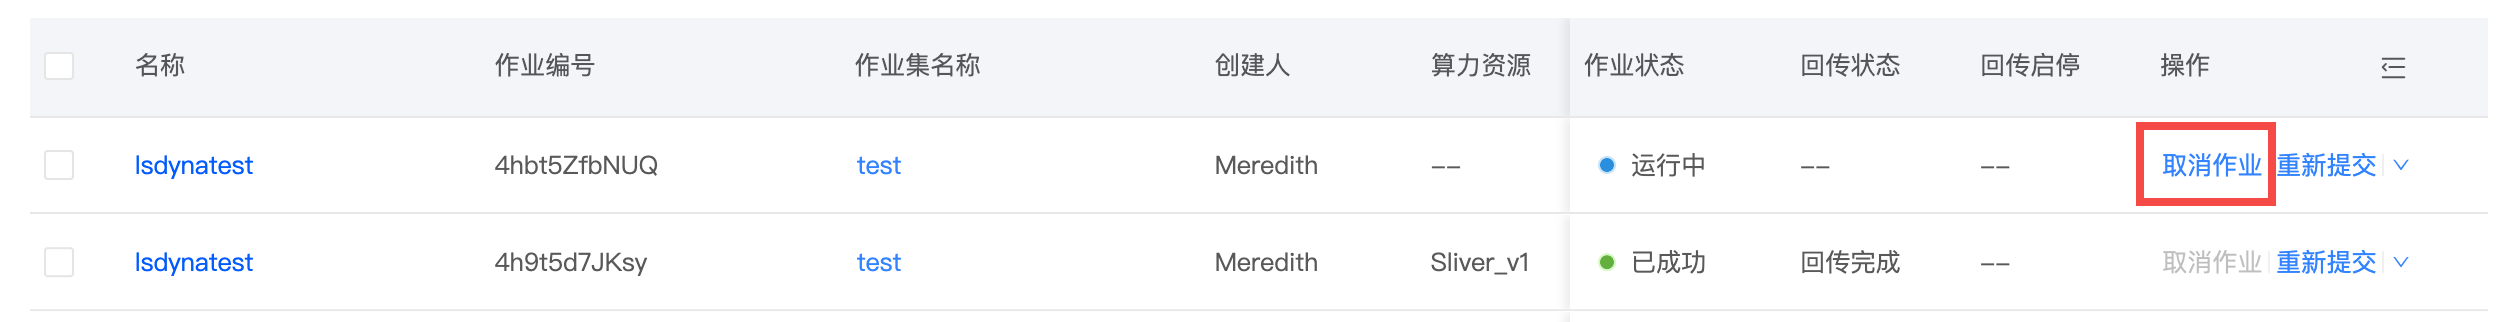 名称 作业编号 作业集名称 创建人 算力资源 作业状态 回传状态 回传启停 操作
lsdynatest 4hbt5ZfbNUQ test Meredith —— 运行中 —— —— 取消作业 重新提交
lsdynatest 4h9t5d7JKsy test Meredith Sliver_v1 已成功 回传完成 —— 取消作业 重新提交